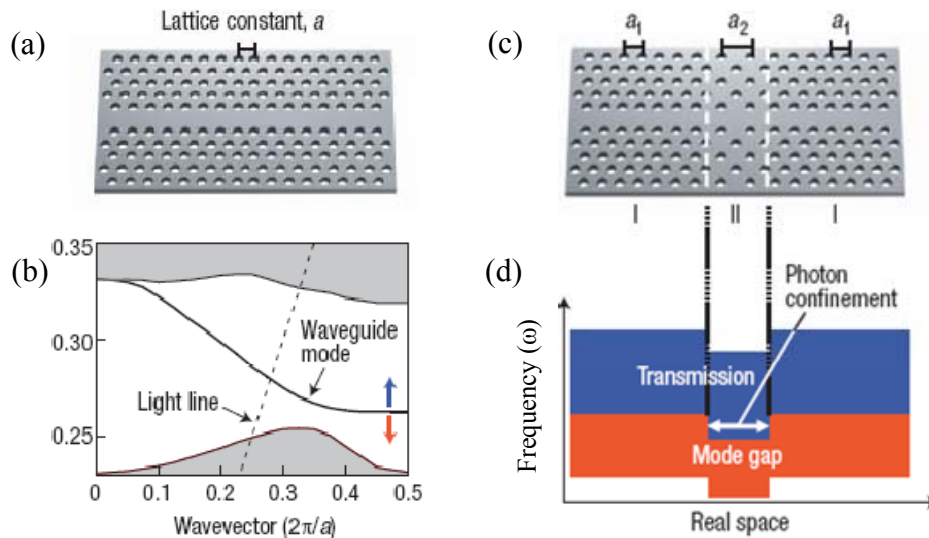 (a)
Lattice constant, a
(c)
a1
a2
a1
I
II
I
(b)
0.35
0.30
0.25
Waveguide
mode
Light line
0
0.1
0.2
0.3
0.4
0.5
Wavevector (2π/a)
(d)
Photon
confinement
Frequency (ω)
Transmission
Mode gap
Real space